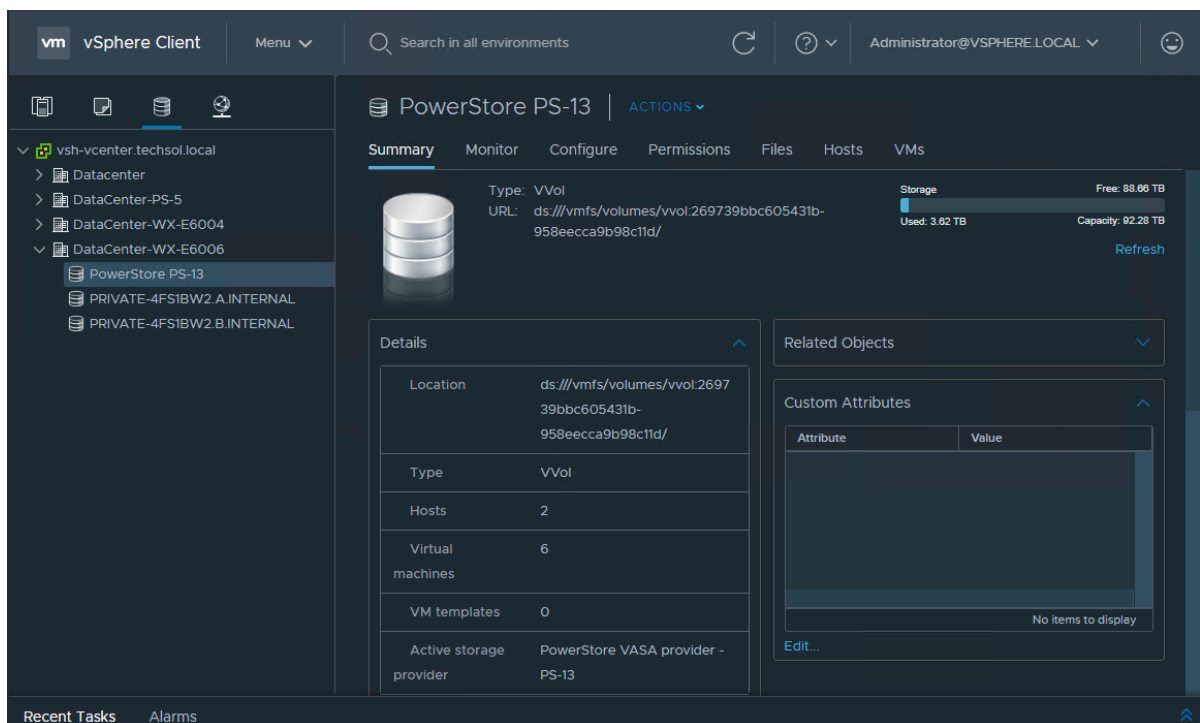 vm vSphere Client Menu Search in all environments Administrator@VSPHERE.LOCAL
vsh-vcenter.techsol.local
Datacenter
DataCenter-PS-5
DataCenter-WX-E6004
DataCenter-WX-E6006
PowerStore PS-13
PRIVATE-4FS1BW2.A.INTERNAL
PRIVATE-4FS1BW2.B.INTERNAL
PowerStore PS-13 ACTIONS
Summary Monitor Configure Permissions Files Hosts VMs
Type: VVol
URL: ds:///vmfs/volumes/vvol:269739bbc605431b-
958eecca9b98c11d/
Storage Free: 88.66 TB
Used: 3.62 TB Capacity: 92.28 TB
Refresh
Details
Location ds:///vmfs/volumes/vvol:2697
39bbc605431b-
958eecca9b98c11d/
Type VVol
Hosts 2
Virtual 6
machines
VM templates 0
Active storage PowerStore VASA provider -
provider PS-13
Related Objects
Custom Attributes
Attribute Value
No items to display
Edit...
Recent Tasks Alarms